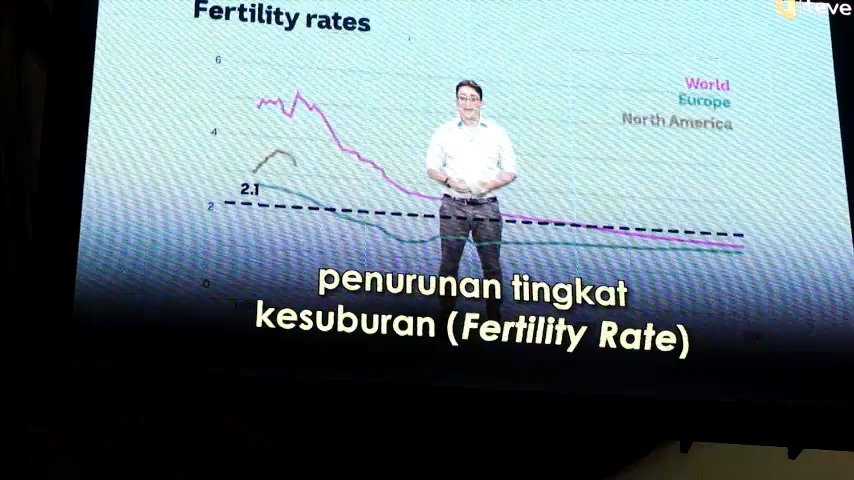 Fertility rates
6
World
Europe
North America
4
2.1
2
0
penurunan tingkat
kesuburan (Fertility Rate)